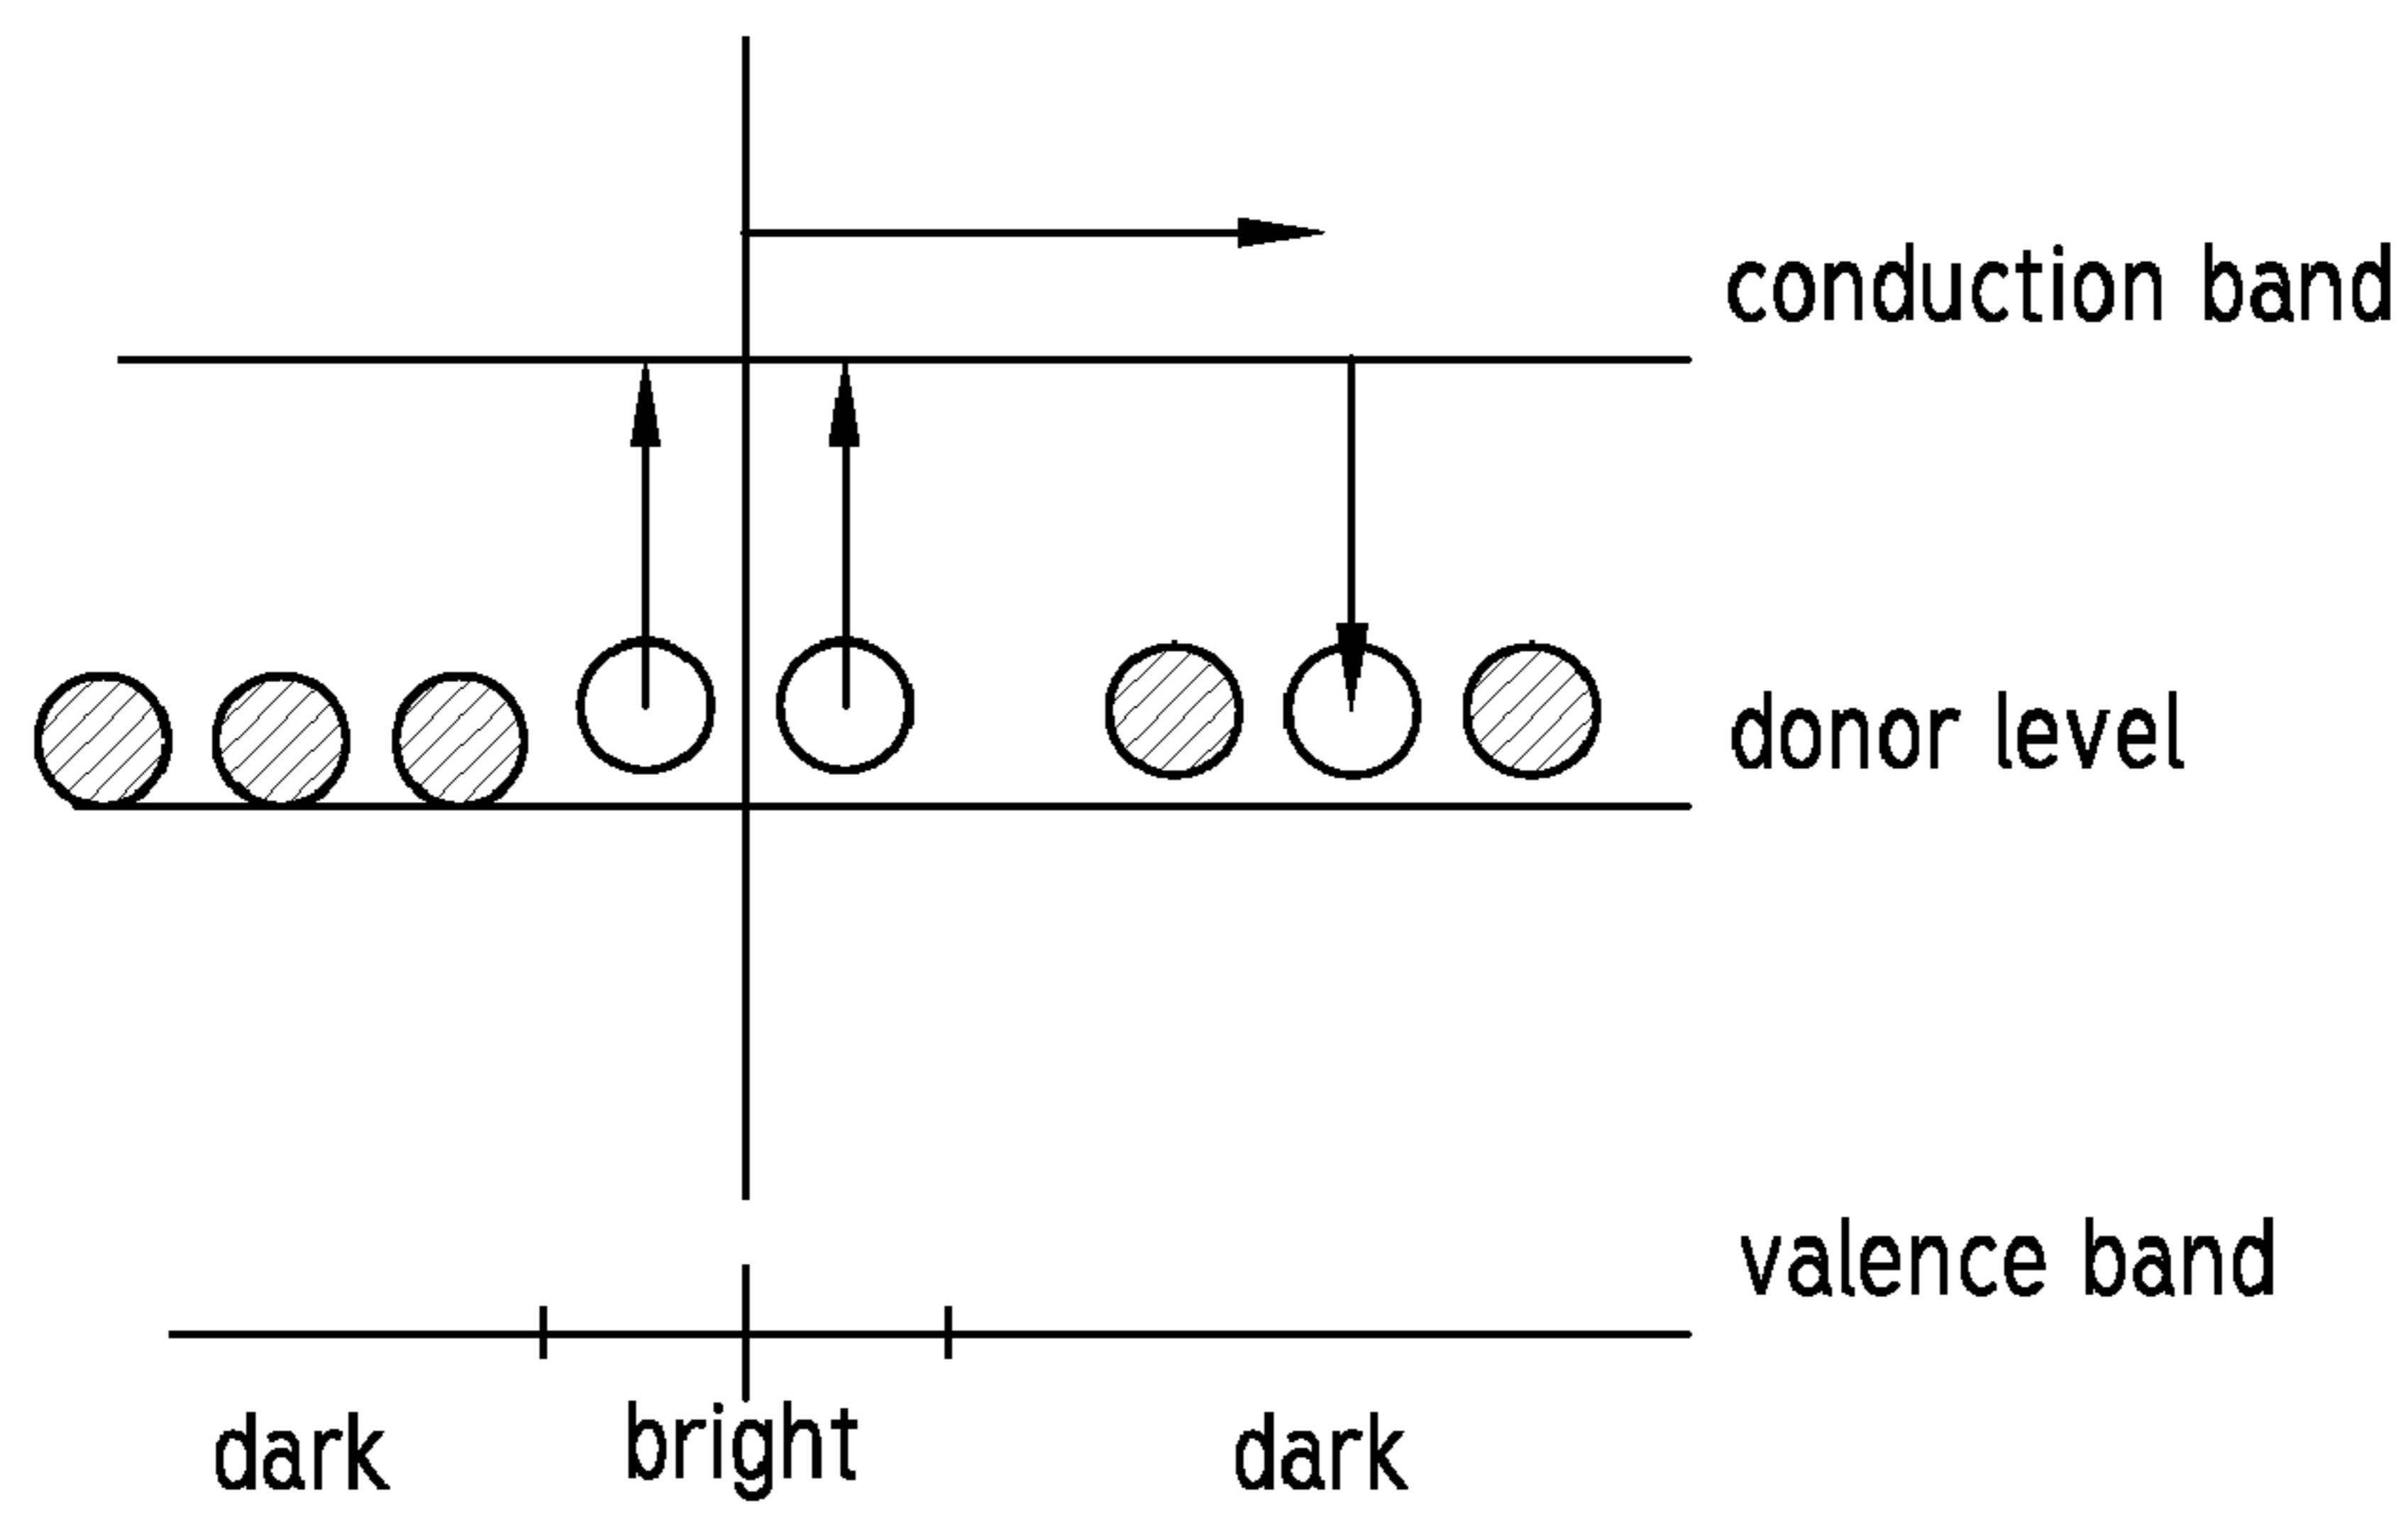 conduction band
donor level
valence band
dark
bright
dark